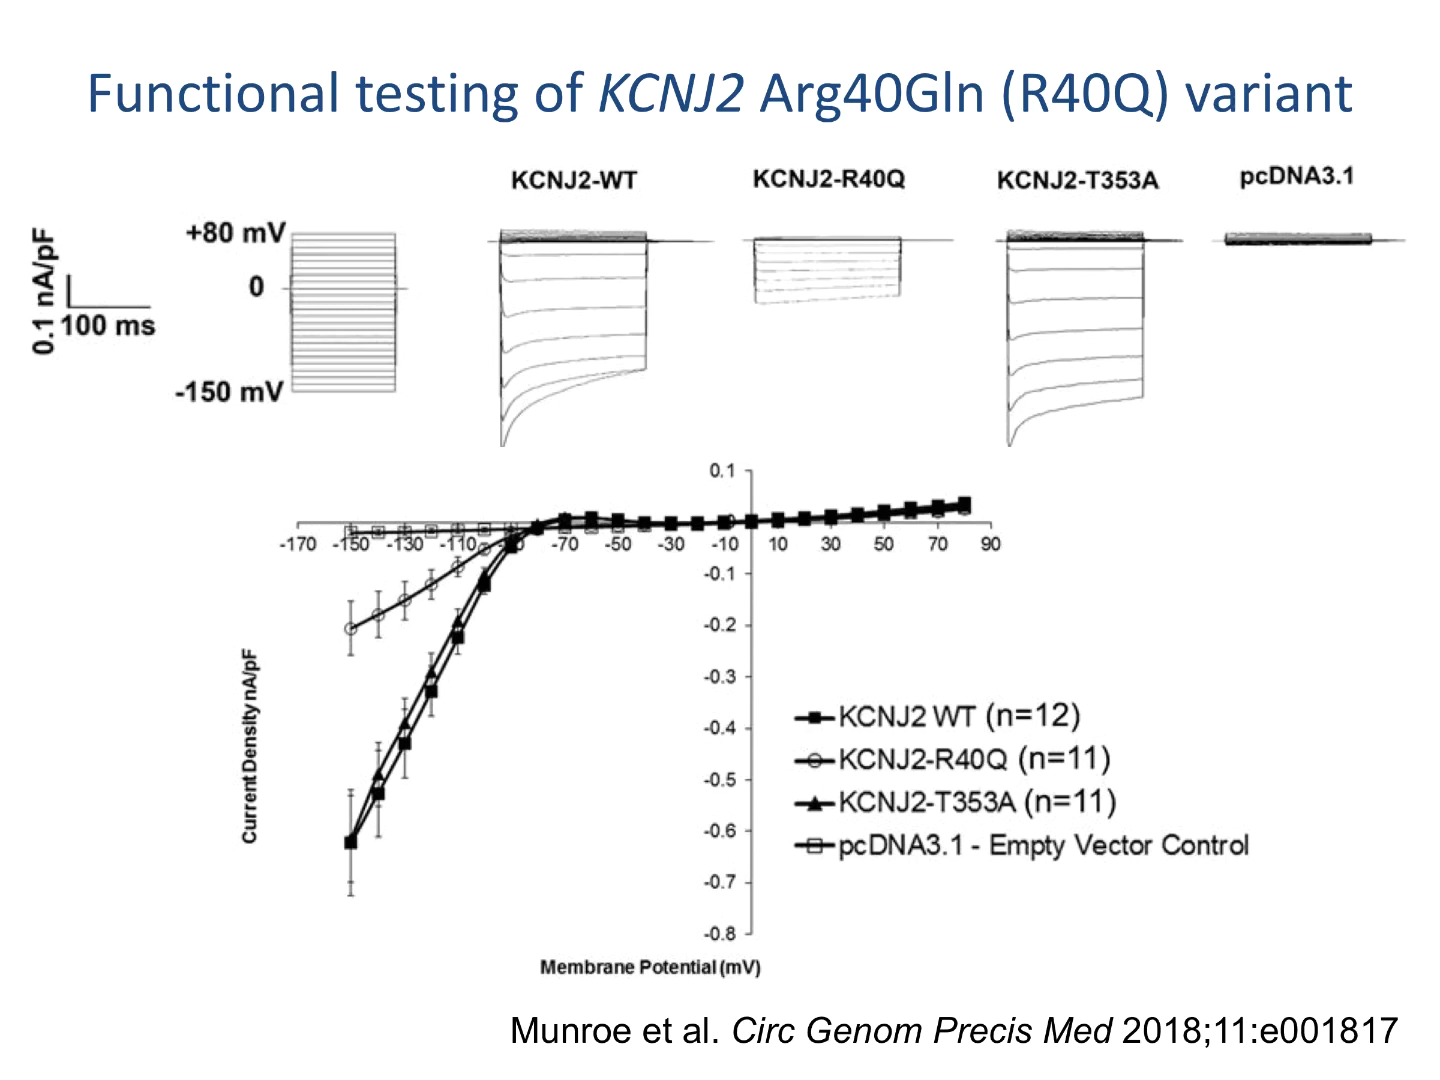 Functional testing of KCNJ2 Arg40Gln (R40Q) variant
KCNJ2-WT
KCNJ2-R40Q
KCNJ2-T353A
pcDNA3.1
0.1 nA/pF
100 ms
+80 mV
0
-150 mV
0.1
-0.1
-0.2
-0.3
-0.4
-0.5
-0.6
-0.7
-0.8
-170 -150 -130 -110 -90 -70 -50 -30 -10 10 30 50 70 90
Current Density nA/pF
Membrane Potential (mV)
KCNJ2 WT (n=12)
KCNJ2-R40Q (n=11)
KCNJ2-T353A (n=11)
pcDNA3.1 - Empty Vector Control
Munroe et al. Circ Genom Precis Med 2018;11:e001817